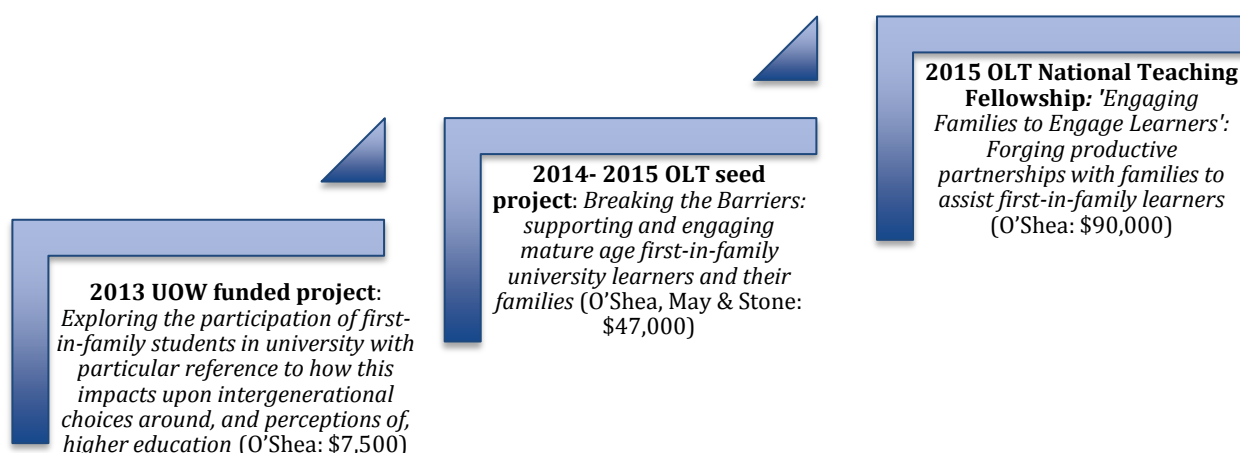 2013 UOW funded project:
Exploring the participation of first-
in-family students in university with
particular reference to how this
impacts upon intergenerational
choices around, and perceptions of,
higher education (O’Shea: $7,500)
2014- 2015 OLT seed
project: Breaking the Barriers:
supporting and engaging
mature age first-in-family
university learners and their
families (O’Shea, May & Stone:
$47,000)
2015 OLT National Teaching
Fellowship: 'Engaging
Families to Engage Learners':
Forging productive
partnerships with families to
assist first-in-family learners
(O’Shea: $90,000)